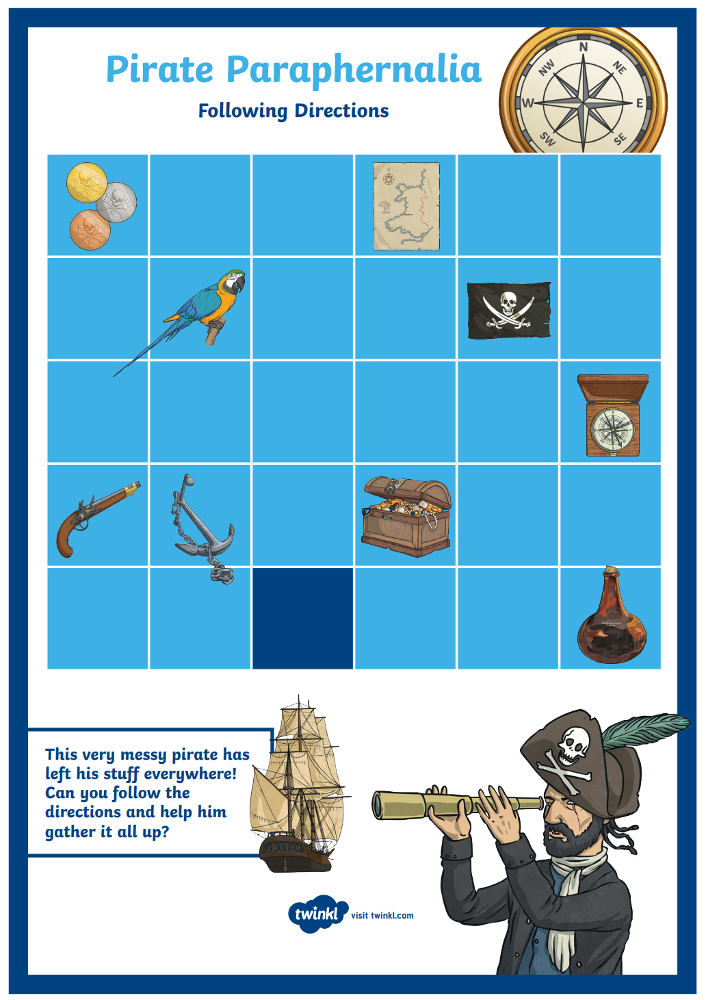 Pirate Paraphernalia
Following Directions
N
NW
NE
W
E
SW
SE
N
This very messy pirate has
left his stuff everywhere!
Can you follow the
directions and help him
gather it all up?
twinkl visit twinkl.com